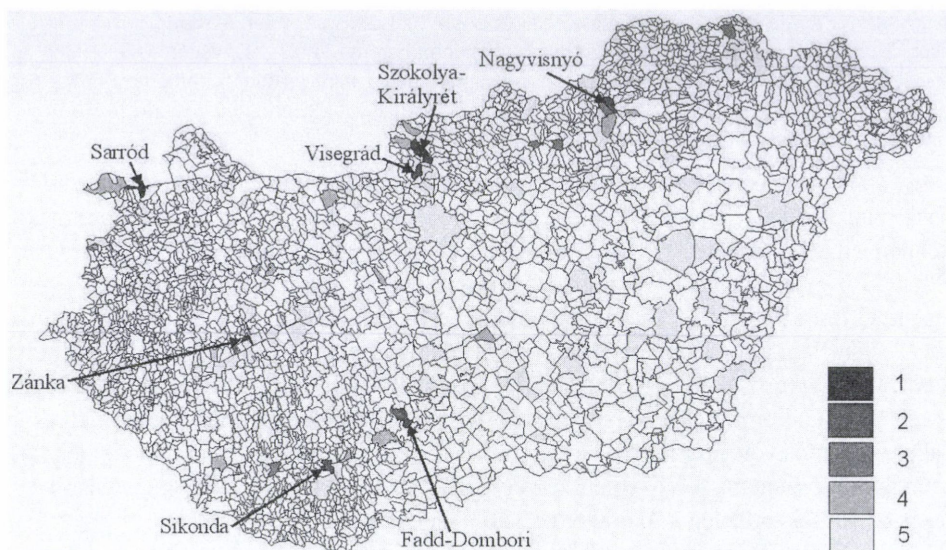 Szokolya-
Királyrét
Nagyvisnyó
Sarród
Visegrád
Zánka
Sikonda
Fadd-Dombori
1
2
3
4
5